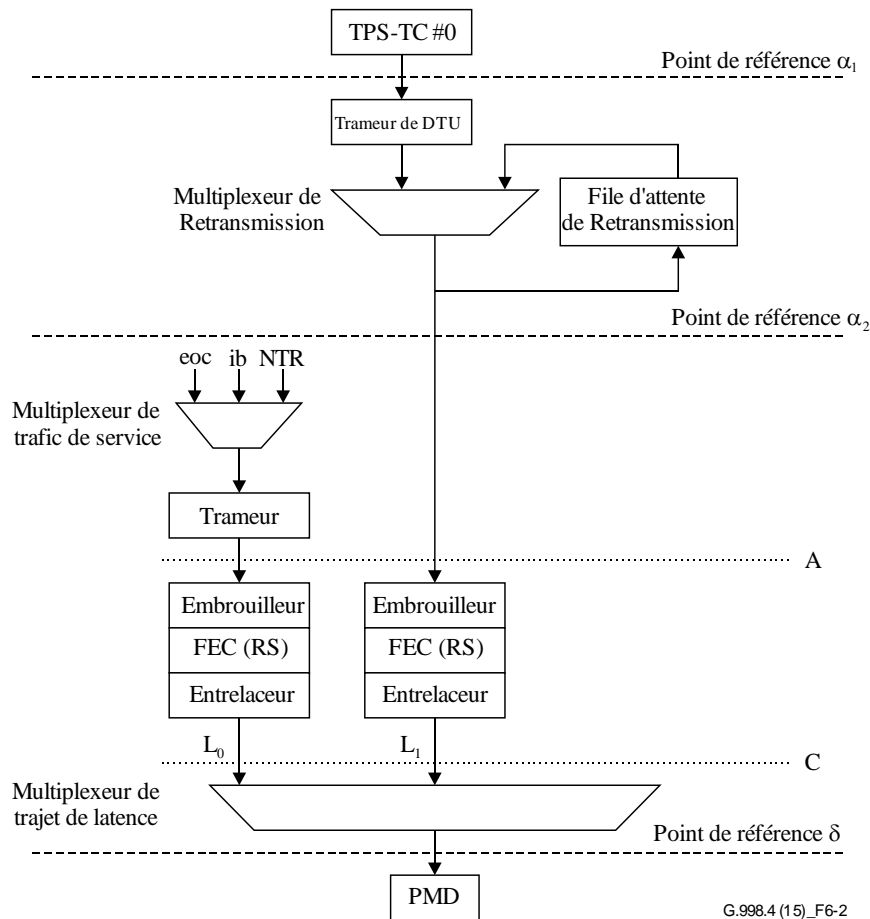 TPS-TC #0
Point de référence α₁
Trameur de DTU
Multiplexeur de
Retransmission
File d'attente
de Retransmission
Point de référence α₂
eoc ib NTR
Multiplexeur de
trafic de service
Trameur
A
Embrouilleur Embrouilleur
FEC (RS) FEC (RS)
Entrelaceur Entrelaceur
L₀ L₁
C
Multiplexeur de
trajet de latence
Point de référence δ
PMD
G.998.4 (15)_F6-2